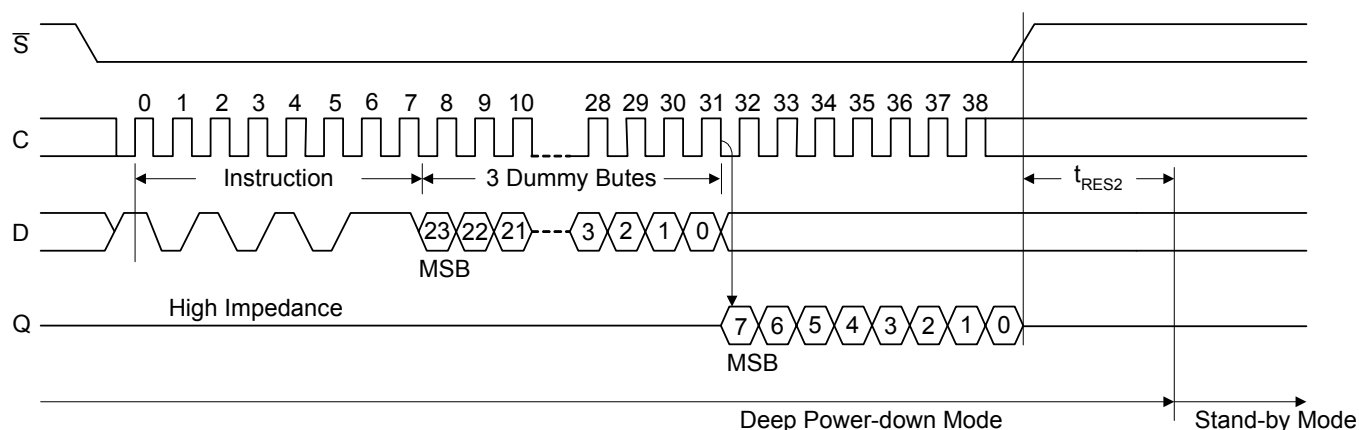 S
0 1 2 3 4 5 6 7 8 9 10 28 29 30 31 32 33 34 35 36 37 38
C
Instruction 3 Dummy Butes tRES2
D 23 22 21 3 2 1 0
MSB
High Impedance
Q 7 6 5 4 3 2 1 0
MSB
Deep Power-down Mode Stand-by Mode